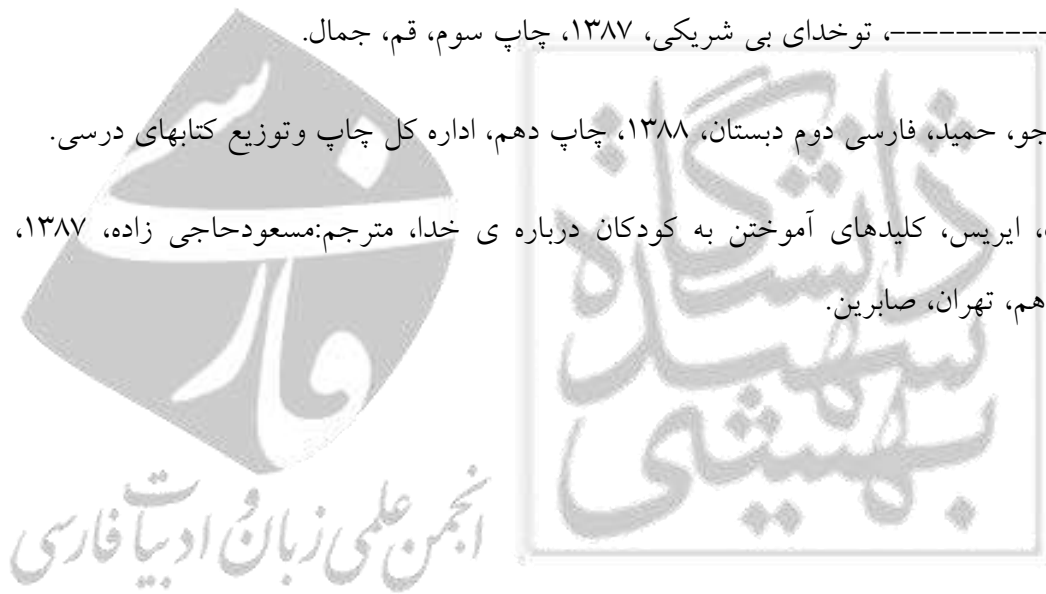 -----------، توخدای بی شریکی، ۱۳۸۷، چاپ سوم، قم، جمال.
جو، حمید، فارسی دوم دبستان، ۱۳۸۸، چاپ دهم، اداره کل چاپ وتوزیع کتابهای درسی.
، ایریس، کلیدهای آموختن به کودکان درباره ی خدا، مترجم:مسعودحاجی زاده، ۱۳۸۷،
هم، تهران، صابرین.
فارسی
دانشگاه
شهید
بهشتی
انجمن علمی زبان و ادبیات فارسی